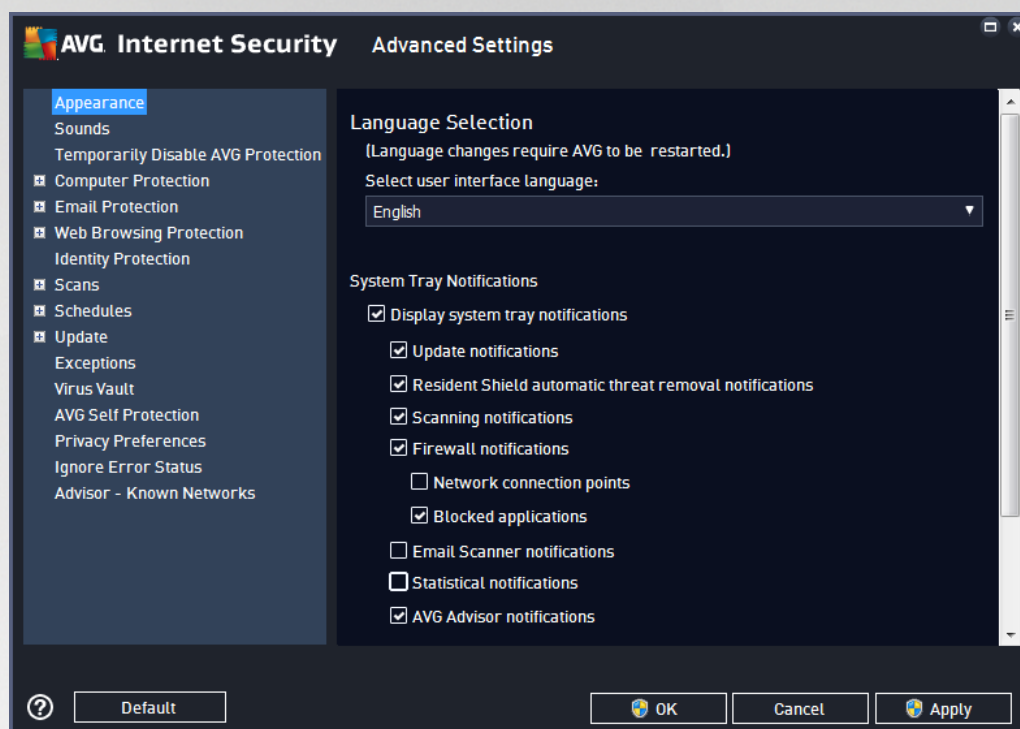 AVG. Internet Security Advanced Settings
Appearance
Sounds
Temporarily Disable AVG Protection
Computer Protection
Email Protection
Web Browsing Protection
Identity Protection
Scans
Schedules
Update
Exceptions
Virus Vault
AVG Self Protection
Privacy Preferences
Ignore Error Status
Advisor - Known Networks
Language Selection
(Language changes require AVG to be restarted.)
Select user interface language:
English
System Tray Notifications
Display system tray notifications
Update notifications
Resident Shield automatic threat removal notifications
Scanning notifications
Firewall notifications
Network connection points
Blocked applications
Email Scanner notifications
Statistical notifications
AVG Advisor notifications
? Default OK Cancel Apply